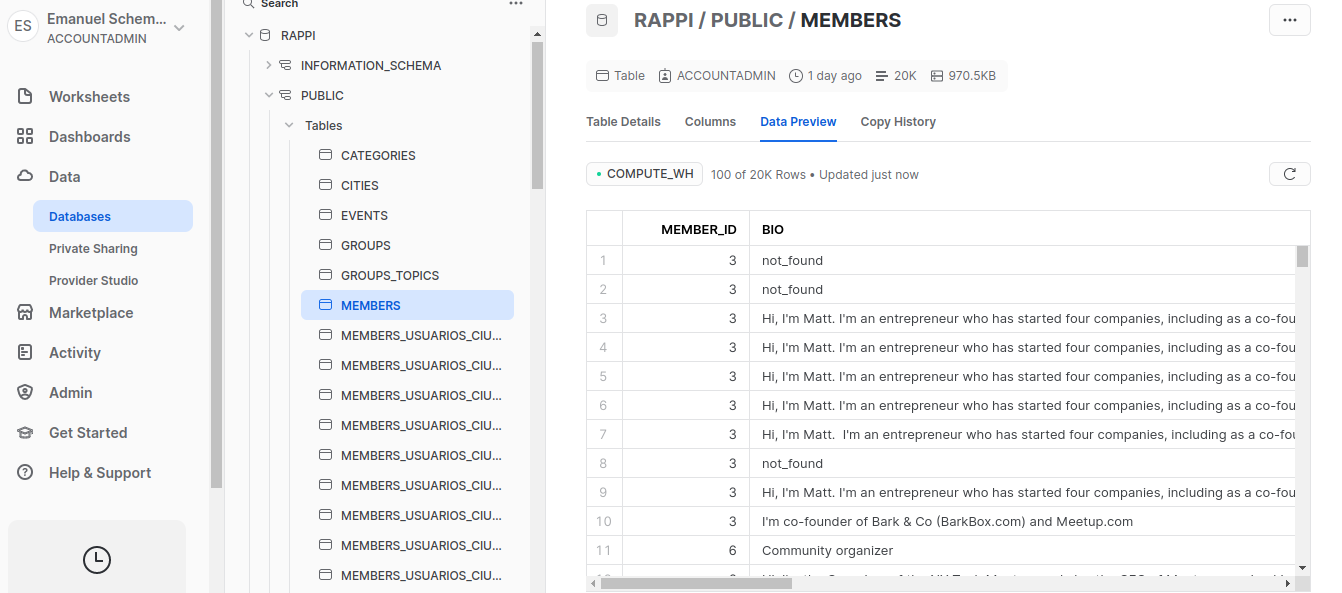 ES
Emanuel Schem...
ACCOUNTADMIN
Worksheets
Dashboards
Data
Databases
Private Sharing
Provider Studio
Marketplace
Activity
Admin
Get Started
Help & Support
Search
RAPPI
INFORMATION_SCHEMA
PUBLIC
Tables
CATEGORIES
CITIES
EVENTS
GROUPS
GROUPS_TOPICS
MEMBERS
MEMBERS_USUARIOS_CIU...
MEMBERS_USUARIOS_CIU...
MEMBERS_USUARIOS_CIU...
MEMBERS_USUARIOS_CIU...
MEMBERS_USUARIOS_CIU...
MEMBERS_USUARIOS_CIU...
MEMBERS_USUARIOS_CIU...
MEMBERS_USUARIOS_CIU...
MEMBERS_USUARIOS_CIU...
RAPPI / PUBLIC / MEMBERS
Table ACCOUNTADMIN 1 day ago 20K 970.5KB
Table Details Columns Data Preview Copy History
COMPUTE_WH 100 of 20K Rows • Updated just now
MEMBER_ID BIO
1 3 not_found
2 3 not_found
3 3 Hi, I'm Matt. I'm an entrepreneur who has started four companies, including as a co-fou
4 3 Hi, I'm Matt. I'm an entrepreneur who has started four companies, including as a co-fou
5 3 Hi, I'm Matt. I'm an entrepreneur who has started four companies, including as a co-fou
6 3 Hi, I'm Matt. I'm an entrepreneur who has started four companies, including as a co-fou
7 3 Hi, I'm Matt.  I'm an entrepreneur who has started four companies, including as a co-fou
8 3 not_found
9 3 Hi, I'm Matt. I'm an entrepreneur who has started four companies, including as a co-fou
10 3 I'm co-founder of Bark & Co (BarkBox.com) and Meetup.com
11 6 Community organizer